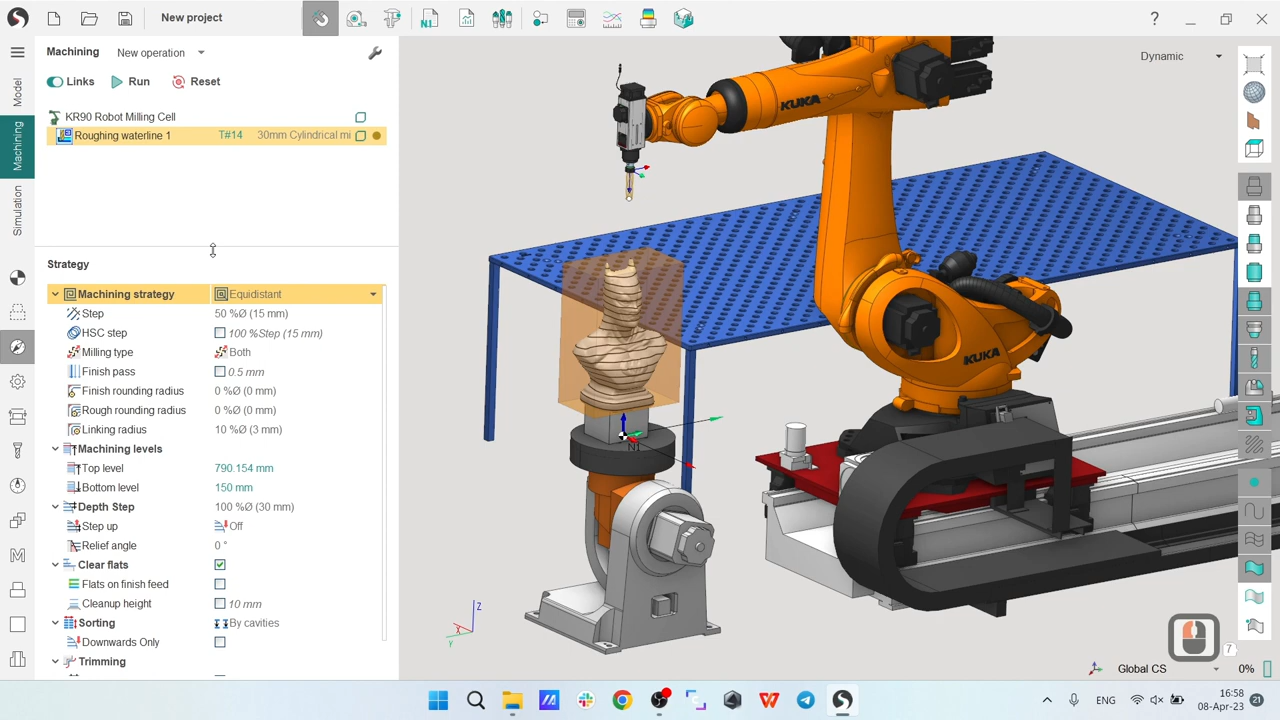 New project
Machining
New operation
Links
Run
Reset
KR90 Robot Milling Cell
Roughing waterline 1
T#14
30mm Cylindrical mi
Strategy
Machining strategy
Equidistant
Step
50 %Ø (15 mm)
HSC step
100 %Step (15 mm)
Milling type
Both
Finish pass
0.5 mm
Finish rounding radius
0 %Ø (0 mm)
Rough rounding radius
0 %Ø (0 mm)
Linking radius
10 %Ø (3 mm)
Machining levels
Top level
790.154 mm
Bottom level
150 mm
Depth Step
100 %Ø (30 mm)
Step up
Off
Relief angle
0 °
Clear flats
Flats on finish feed
Cleanup height
10 mm
Sorting
By cavities
Downwards Only
Trimming
Model
Machining
Simulation
Dynamic
KUKA
KUKA
Z
Y
7
Global CS
0%
ENG
16:58
08-Apr-23